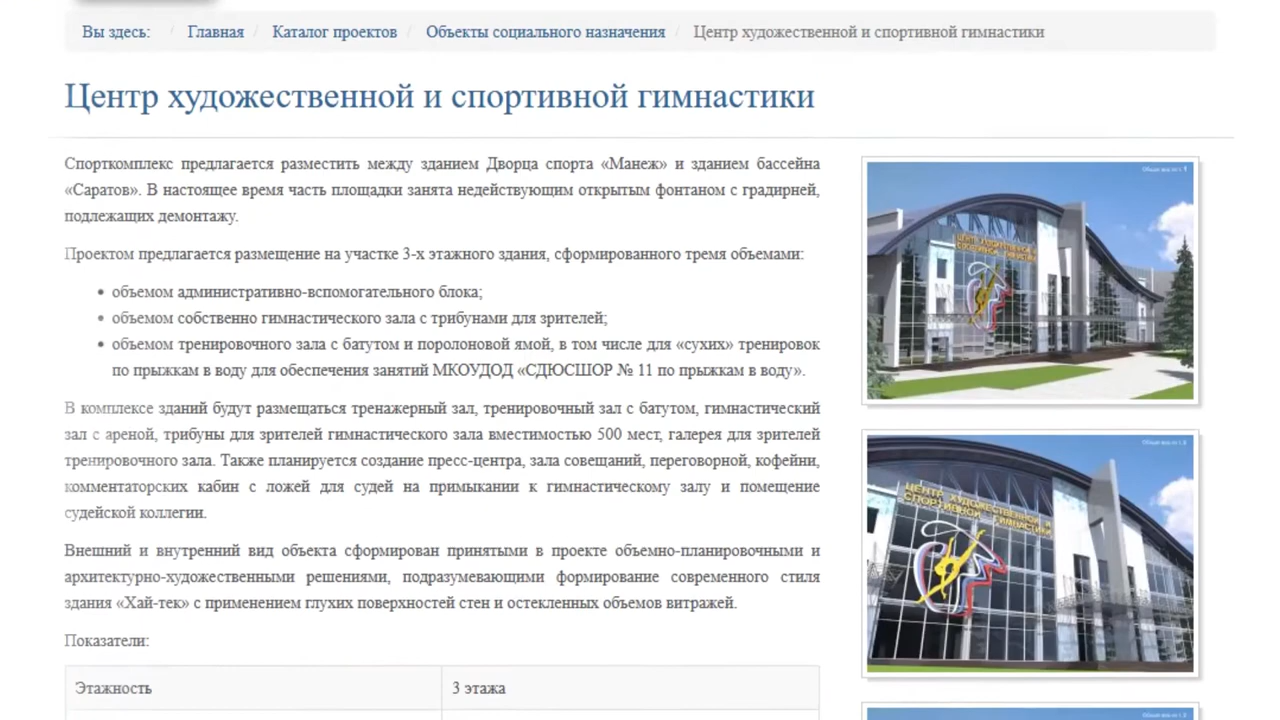 Вы здесь: / Главная / Каталог проектов / Объекты социального назначения / Центр художественной и спортивной гимнастики
Центр художественной и спортивной гимнастики
Спорткомплекс предлагается разместить между зданием Дворца спорта «Манеж» и зданием бассейна
«Саратов». В настоящее время часть площадки занята недействующим открытым фонтаном с градирней,
подлежащих демонтажу.
Проектом предлагается размещение на участке 3-х этажного здания, сформированного тремя объемами:
• объемом административно-вспомогательного блока;
• объемом собственно гимнастического зала с трибунами для зрителей;
• объемом тренировочного зала с батутом и поролоновой ямой, в том числе для «сухих» тренировок
по прыжкам в воду для обеспечения занятий МКОУДОД «СДЮСШОР № 11 по прыжкам в воду».
В комплексе зданий будут размещаться тренажерный зал, тренировочный зал с батутом, гимнастический
зал с ареной, трибуны для зрителей гимнастического зала вместимостью 500 мест, галерея для зрителей
тренировочного зала. Также планируется создание пресс-центра, зала совещаний, переговорной, кофейни,
комментаторских кабин с ложей для судей на примыкании к гимнастическому залу и помещение
судейской коллегии.
Внешний и внутренний вид объекта сформирован принятыми в проекте объемно-планировочными и
архитектурно-художественными решениями, подразумевающими формирование современного стиля
здания «Хай-тек» с применением глухих поверхностей стен и остекленных объемов витражей.
Показатели:
Этажность 3 этажа
ЦЕНТР ХУДОЖЕСТВЕННОЙ И
СПОРТИВНОЙ ГИМНАСТИКИ
ЦЕНТР ХУДОЖЕСТВЕННОЙ И
СПОРТИВНОЙ ГИМНАСТИКИ